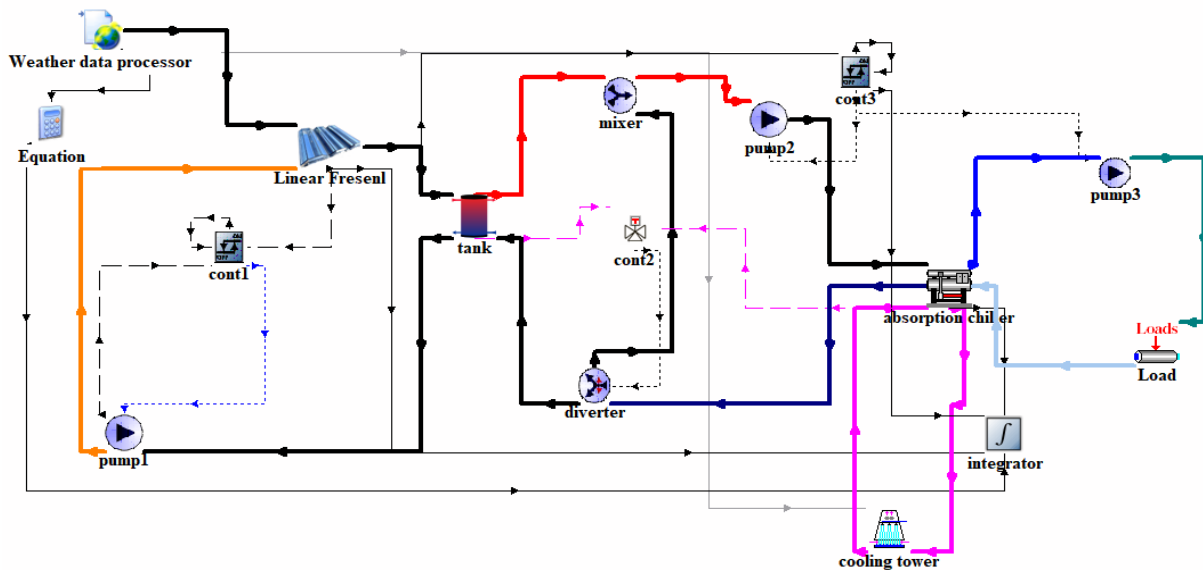 Weather data processor
cont3
mixer
pump2
Equation
Linear Fresenl
pump3
tank
cont1
cont2
absorption chiller
Loads
Load
diverter
pump1
integrator
cooling tower